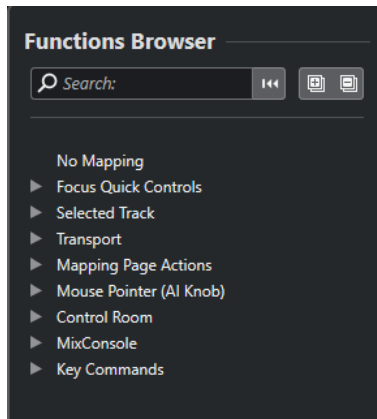 Functions Browser
Search:
No Mapping
Focus Quick Controls
Selected Track
Transport
Mapping Page Actions
Mouse Pointer (AI Knob)
Control Room
MixConsole
Key Commands